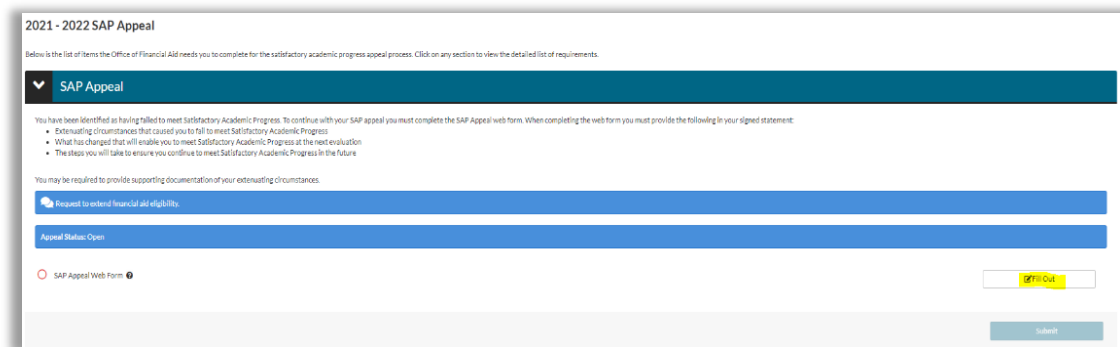 2021 - 2022 SAP Appeal
Below is the list of items the Office of Financial Aid needs you to complete for the satisfactory academic progress appeal process. Click on any section to view the detailed list of requirements.
SAP Appeal
You have been identified as having failed to meet Satisfactory Academic Progress. To continue with your SAP appeal you must complete the SAP Appeal web form. When completing the web form you must provide the following in your signed statement:
• Extenuating circumstances that caused you to fail to meet Satisfactory Academic Progress
• What has changed that will enable you to meet Satisfactory Academic Progress at the next evaluation
• The steps you will take to ensure you continue to meet Satisfactory Academic Progress in the future
You may be required to provide supporting documentation of your extenuating circumstances.
Request to extend financial aid eligibility.
Appeal Status: Open
SAP Appeal Web Form
Fill Out
Submit